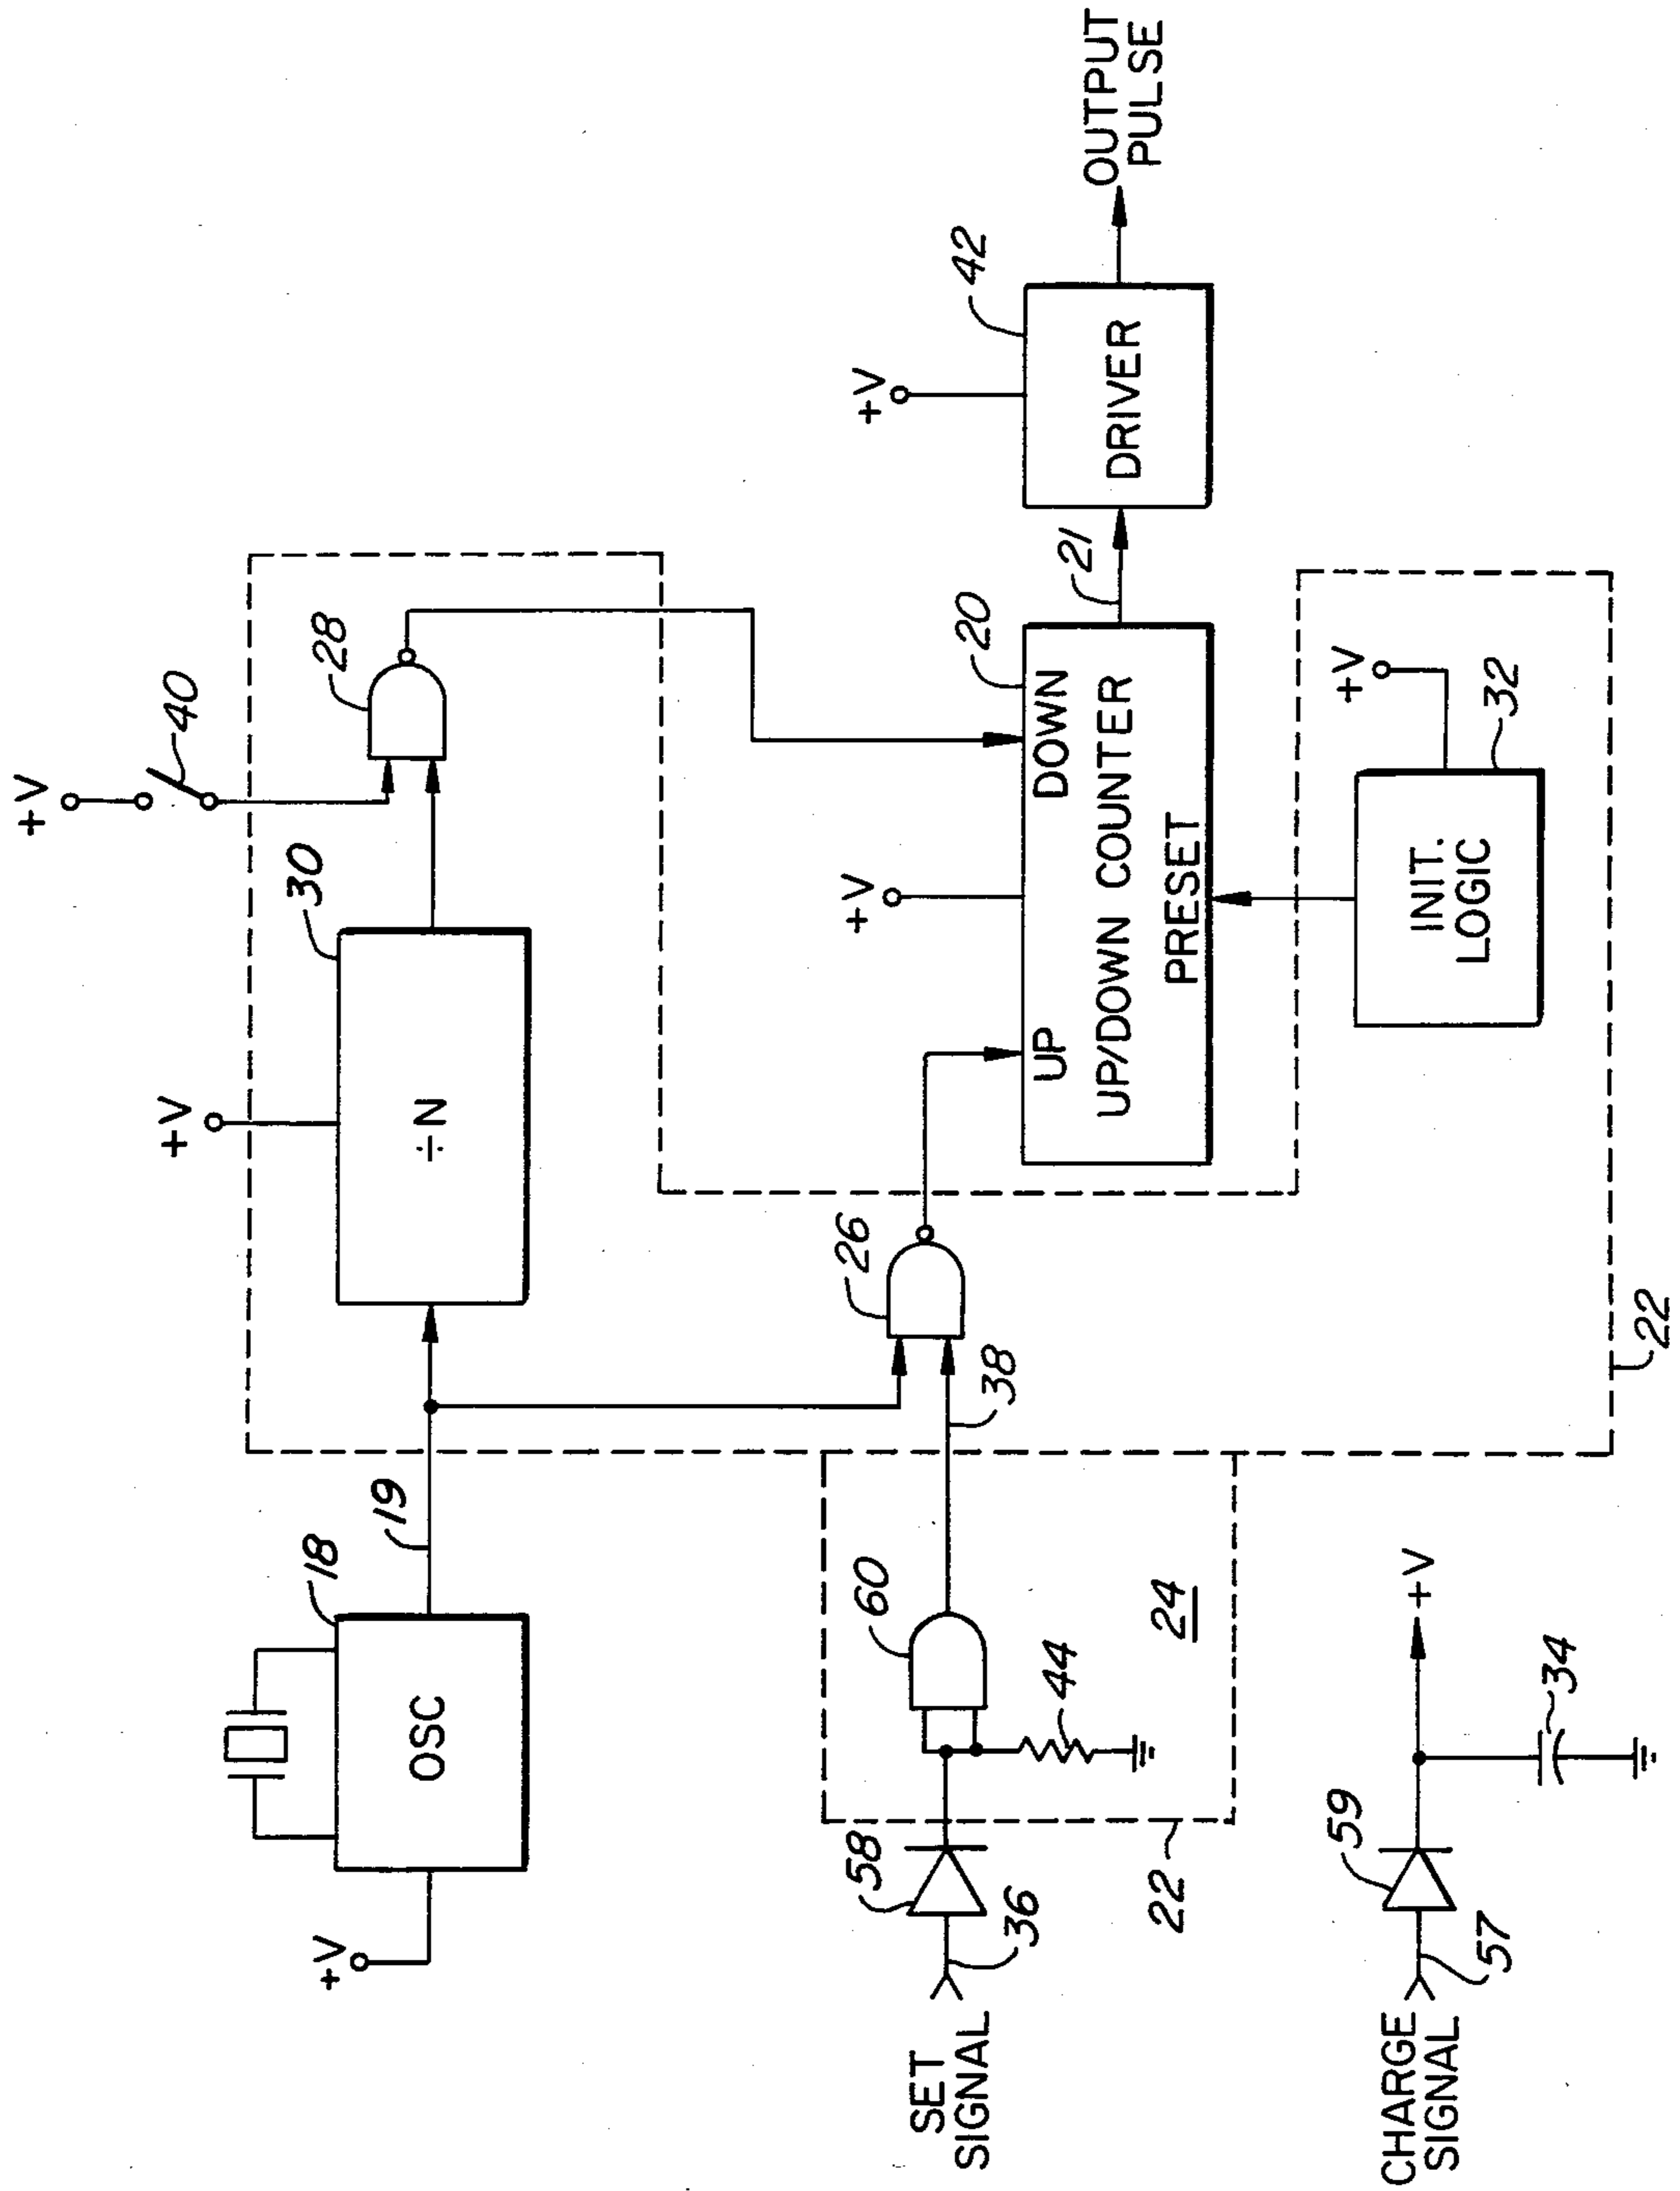 +V
40
+V
30
28
÷N
18
19
OSC
+V
+V
20
+V
42
26
UP
DOWN
21
UP/DOWN COUNTER
PRESET
DRIVER
OUTPUT
PULSE
SET
SIGNAL
36
58
60
44
24
38
22
CHARGE
SIGNAL
57
59
34
+V
INIT.
LOGIC
+V
32
22